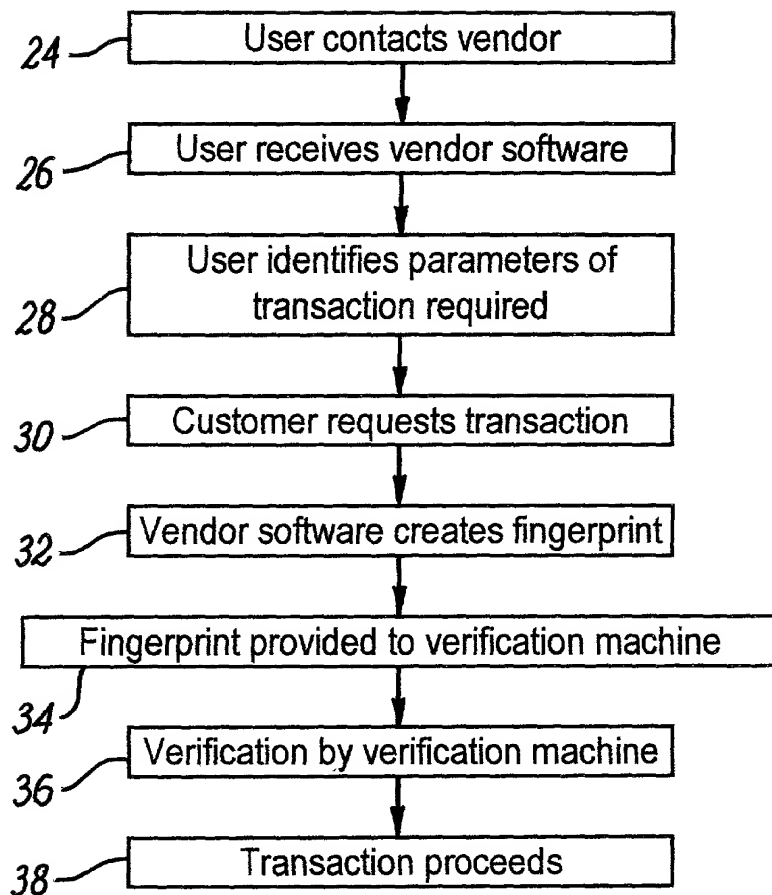 24
User contacts vendor
26
User receives vendor software
28
User identifies parameters of
transaction required
30
Customer requests transaction
32
Vendor software creates fingerprint
Fingerprint provided to verification machine
34
Verification by verification machine
36
Transaction proceeds
38